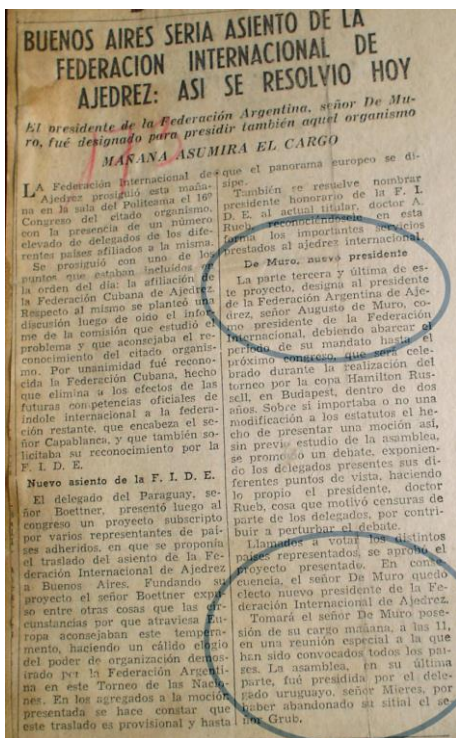 BUENOS AIRES SERIA ASIENTO DE LA
FEDERACION INTERNACIONAL DE
AJEDREZ: ASI SE RESOLVIO HOY
El presidente de la Federación Argentina, señor De Mu-
ro, fué designado para presidir también aquel organismo
MAÑANA ASUMIRA EL CARGO
LA Federación Internacional de
Ajedrez prosiguió esta maña-
na en la sala del Politeama el 16º
Congreso del citado organismo,
con la presencia de un número
elevado de delegados de los dife-
rentes países afiliados a la misma.
Se prosiguió con uno de los
puntos que estaban incluídos
orden del día: la afiliación de
la Federación Cubana de Ajedrez.
Respecto al mismo se planteó una
discusión luego de oído el infor-
me de la comisión que estudió el
problema y que aconsejaba el re-
conocimiento del citado organis-
mo. Por unanimidad fué recono-
cida la Federación Cubana, hecho
que elimina a los efectos de las
futuras competencias oficiales de
índole internacional a la federa-
ción restante, que encabeza el se-
ñor Capablanca, y que también so-
licitaba su reconocimiento por la
F. I. D. E.
Nuevo asiento de la F. I. D. E.
El delegado del Paraguay, se-
ñor Boettner, presentó luego al
congreso un proyecto subscripto
por varios representantes de paí-
ses adheridos, en que se proponía
el traslado del asiento de la Fe-
deración Internacional de Ajedrez
a Buenos Aires. Fundando su
proyecto el señor Boettner expu-
so entre otras cosas que las cir-
cunstancias por que atraviesa Eu-
ropa aconsejaban este tempera-
mento, haciendo un cálido elogio
del poder de organización demos-
trado por la Federación Argenti-
na en este Torneo de las Nacio-
nes. En los agregados a la moción
presentada se hace constar que
este traslado es provisional y hasta
que el panorama europeo se di-
sipe.
También se resuelve nombrar
presidente honorario de la F. I.
D. E. al actual titular, doctor A.
Rueb, reconociéndosele en esta
forma los importantes servicios
prestados al ajedrez internacional.
De Muro, nuevo presidente
La parte tercera y última de es-
te proyecto, designa al presidente
de la Federación Argentina de Aje-
drez, señor Augusto de Muro, co-
mo presidente de la Federación
Internacional, debiendo abarcar el
período de su mandato hasta el
próximo congreso, que será cele-
brado durante la realización del
torneo por la copa Hamilton Rus-
sell, en Budapest, dentro de dos
años. Sobre si importaba o no una
modificación a los estatutos el he-
cho de presentar una moción así,
sin previo estudio de la asamblea,
se promovió un debate, exponien-
do los delegados presentes sus di-
ferentes puntos de vista, haciendo
lo propio el presidente, doctor
Rueb, cosa que motivó censuras de
parte de los delegados, por contri-
buir a perturbar el debate.
Llamados a votar los distintos
países representados, se aprobó el
proyecto presentado. En conse-
cuencia, el señor De Muro quedó
electo nuevo presidente de la Fe-
deración Internacional de Ajedrez.
Tomará el señor De Muro pose-
sión de su cargo mañana a las 11,
en una reunión especial a la que
han sido convocados todos los paí-
ses. La asamblea, en su última
parte, fué presidida por el dele-
gado uruguayo, señor Mieres, por
haber abandonado su sitial el se-
ñor Grub.